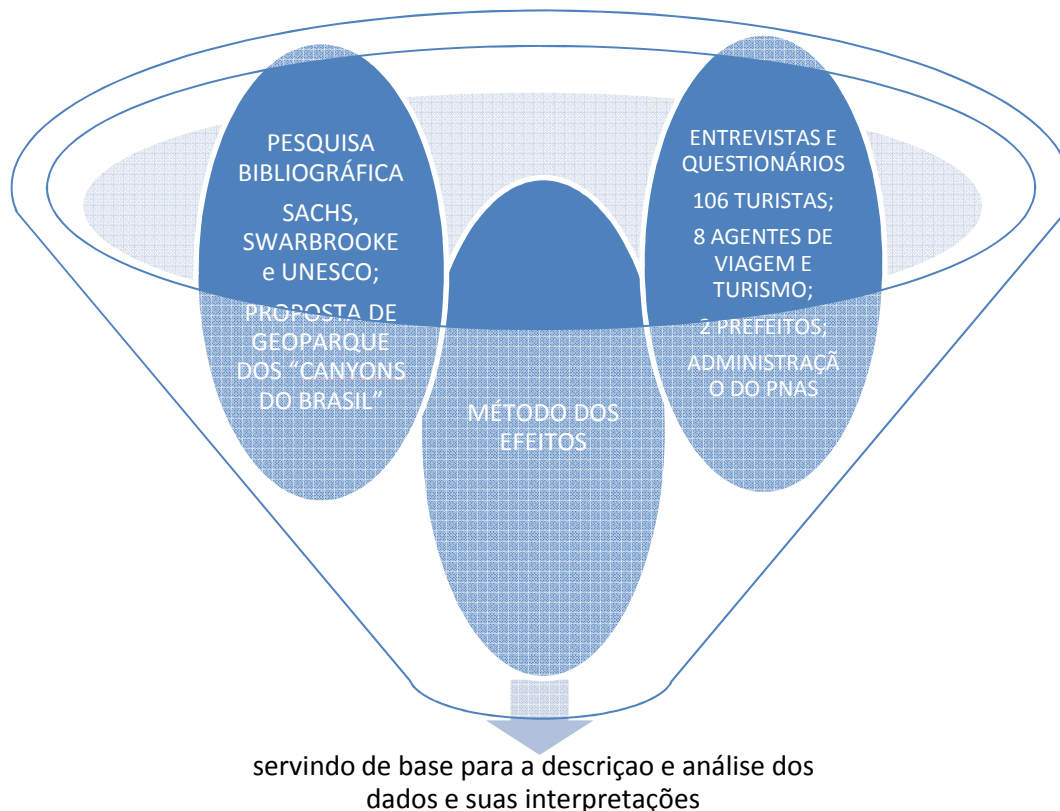 PESQUISA
BIBLIOGRÁFICA
SACHS,
SWARBROOKE
e UNESCO;
PROPOSTA DE
GEOPARQUE
DOS “CANYONS
DO BRASIL”
MÉTODO DOS
EFEITOS
ENTREVISTAS E
QUESTIONÁRIOS
106 TURISTAS;
8 AGENTES DE
VIAGEM E
TURISMO;
2 PREFEITOS;
ADMINISTRAÇÃ
O DO PNAS
servindo de base para a descriçao e análise dos
dados e suas interpretações